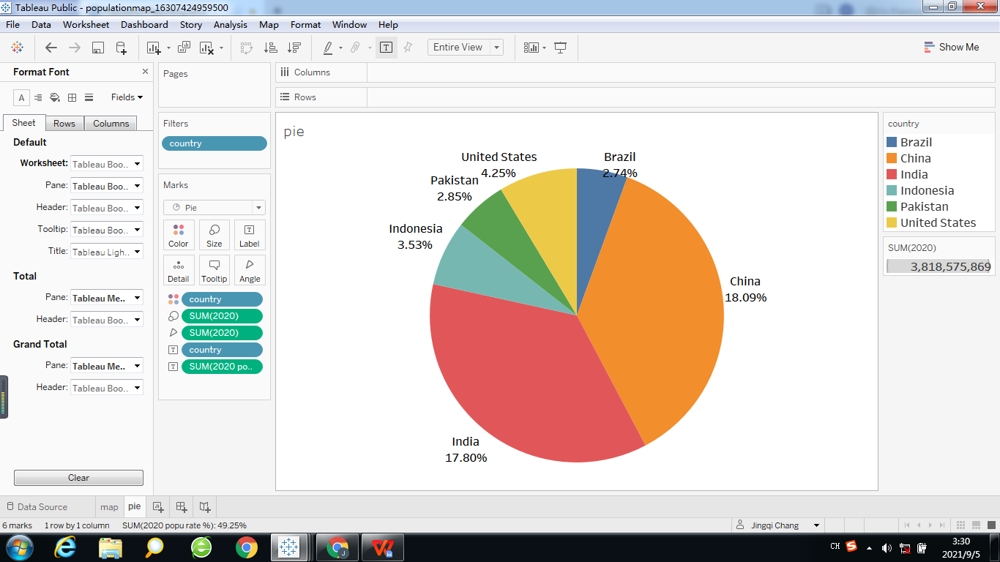 Tableau Public - populationmap_16307424959500
File Data Worksheet Dashboard Story Analysis Map Format Window Help
Entire View
Show Me
Format Font
A
Fields
Sheet Rows Columns
Default
Worksheet: Tableau Boo..
Pane: Tableau Boo..
Header: Tableau Boo..
Tooltip: Tableau Boo..
Title: Tableau Ligh..
Total
Pane: Tableau Me..
Header: Tableau Boo..
Grand Total
Pane: Tableau Me..
Header: Tableau Boo..
Clear
Pages
Filters
country
Marks
Pie
Color Size Label
Detail Tooltip Angle
country
SUM(2020)
SUM(2020)
country
SUM(2020 po..
Columns
Rows
pie
United States
4.25%
Brazil
2.74%
Pakistan
2.85%
Indonesia
3.53%
China
18.09%
India
17.80%
country
Brazil
China
India
Indonesia
Pakistan
United States
SUM(2020)
3,818,575,869
Data Source map pie
6 marks 1 row by 1 column SUM(2020 popu rate %): 49.25%
Jingqi Chang
CH
3:30
2021/9/5